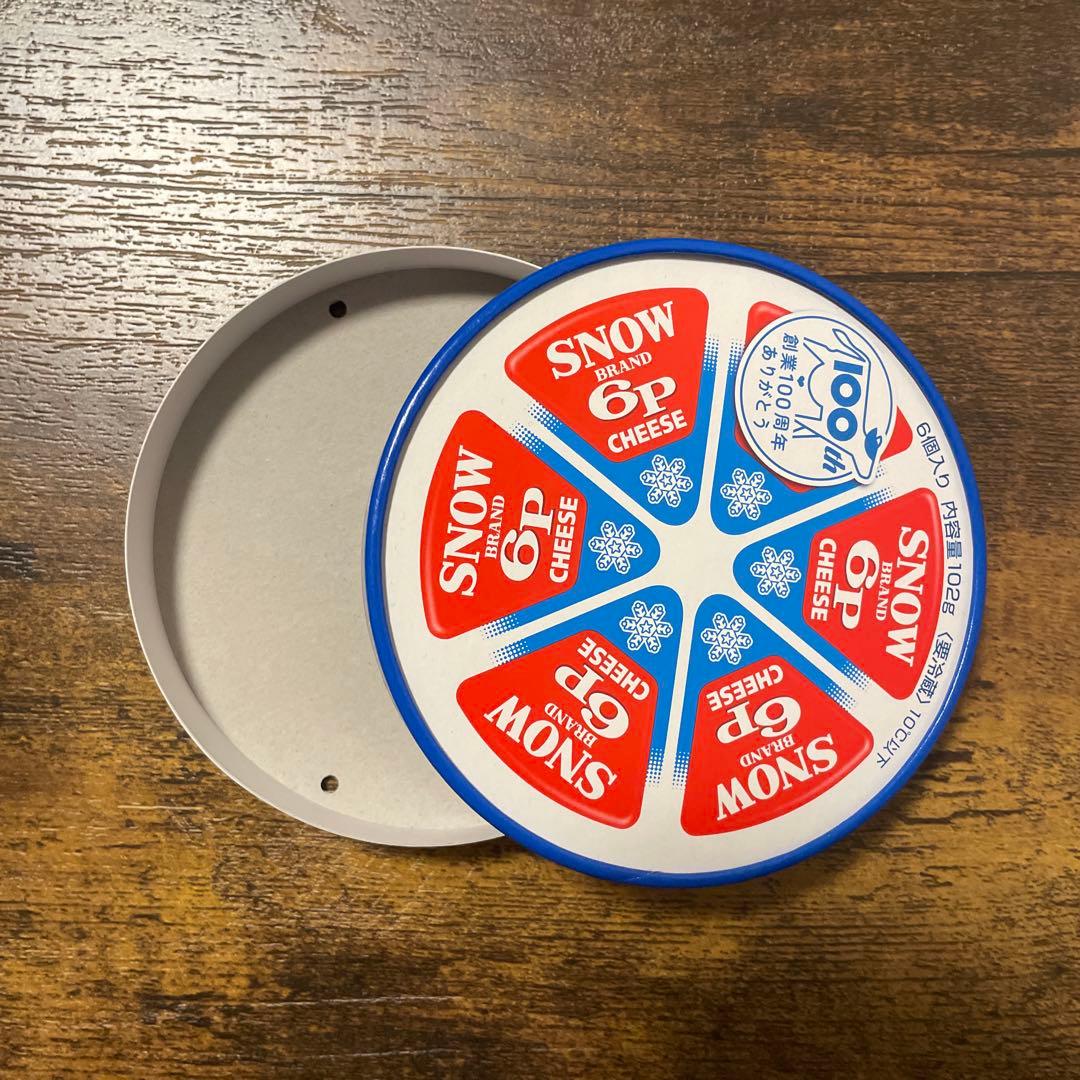 SNOW
BRAND
6P
CHEESE
100th
創業100周年
ありがとう
SNOW
BRAND
6P
CHEESE
SNOW
BRAND
6P
CHEESE
SNOW
BRAND
6P
CHEESE
SNOW
BRAND
6P
CHEESE
6個入り 内容量102g 〈要冷蔵〉10℃以下